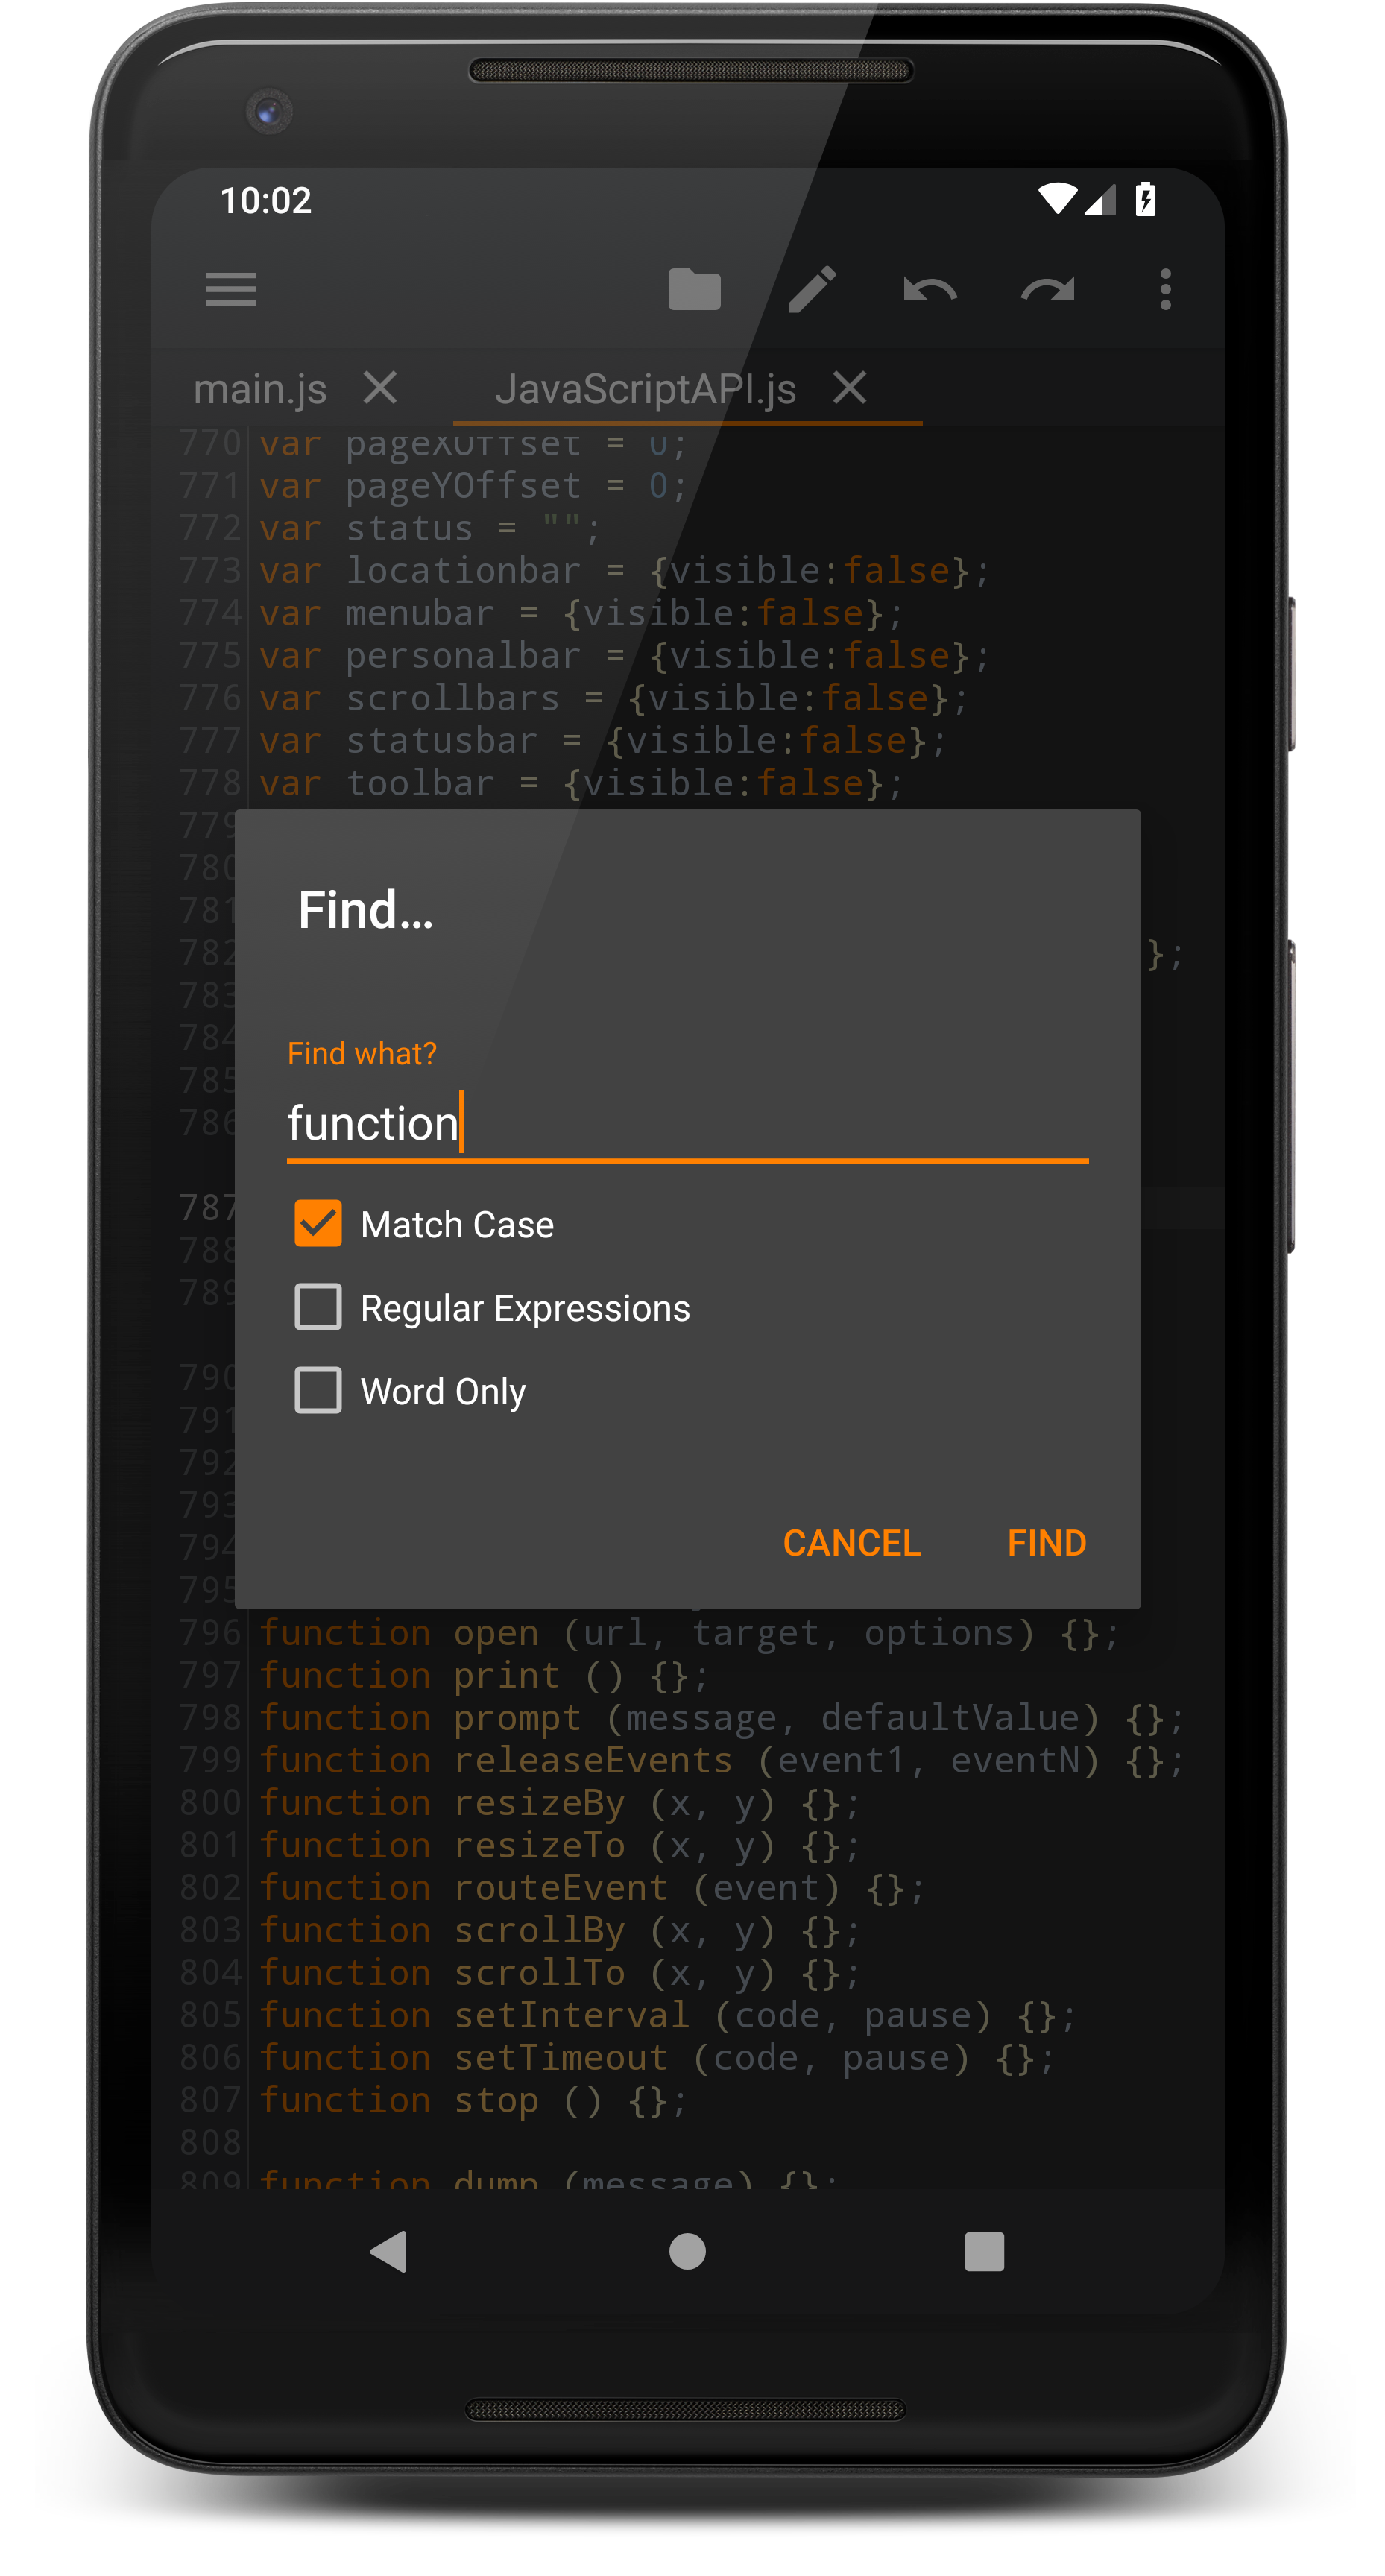 10:02
main.js JavaScriptAPI.js
770 var pageXOffset = 0;
771 var pageYOffset = 0;
772 var status = "";
773 var locationbar = {visible:false};
774 var menubar = {visible:false};
775 var personalbar = {visible:false};
776 var scrollbars = {visible:false};
777 var statusbar = {visible:false};
778 var toolbar = {visible:false};
779
780
781
782 };
783
784
785
786
787
788
789
790
791
792
793
794
795
Find...
Find what?
function
Match Case
Regular Expressions
Word Only
CANCEL FIND
796 function open (url, target, options) {};
797 function print () {};
798 function prompt (message, defaultValue) {};
799 function releaseEvents (event1, eventN) {};
800 function resizeBy (x, y) {};
801 function resizeTo (x, y) {};
802 function routeEvent (event) {};
803 function scrollBy (x, y) {};
804 function scrollTo (x, y) {};
805 function setInterval (code, pause) {};
806 function setTimeout (code, pause) {};
807 function stop () {};
808
809 function dump (message) {};